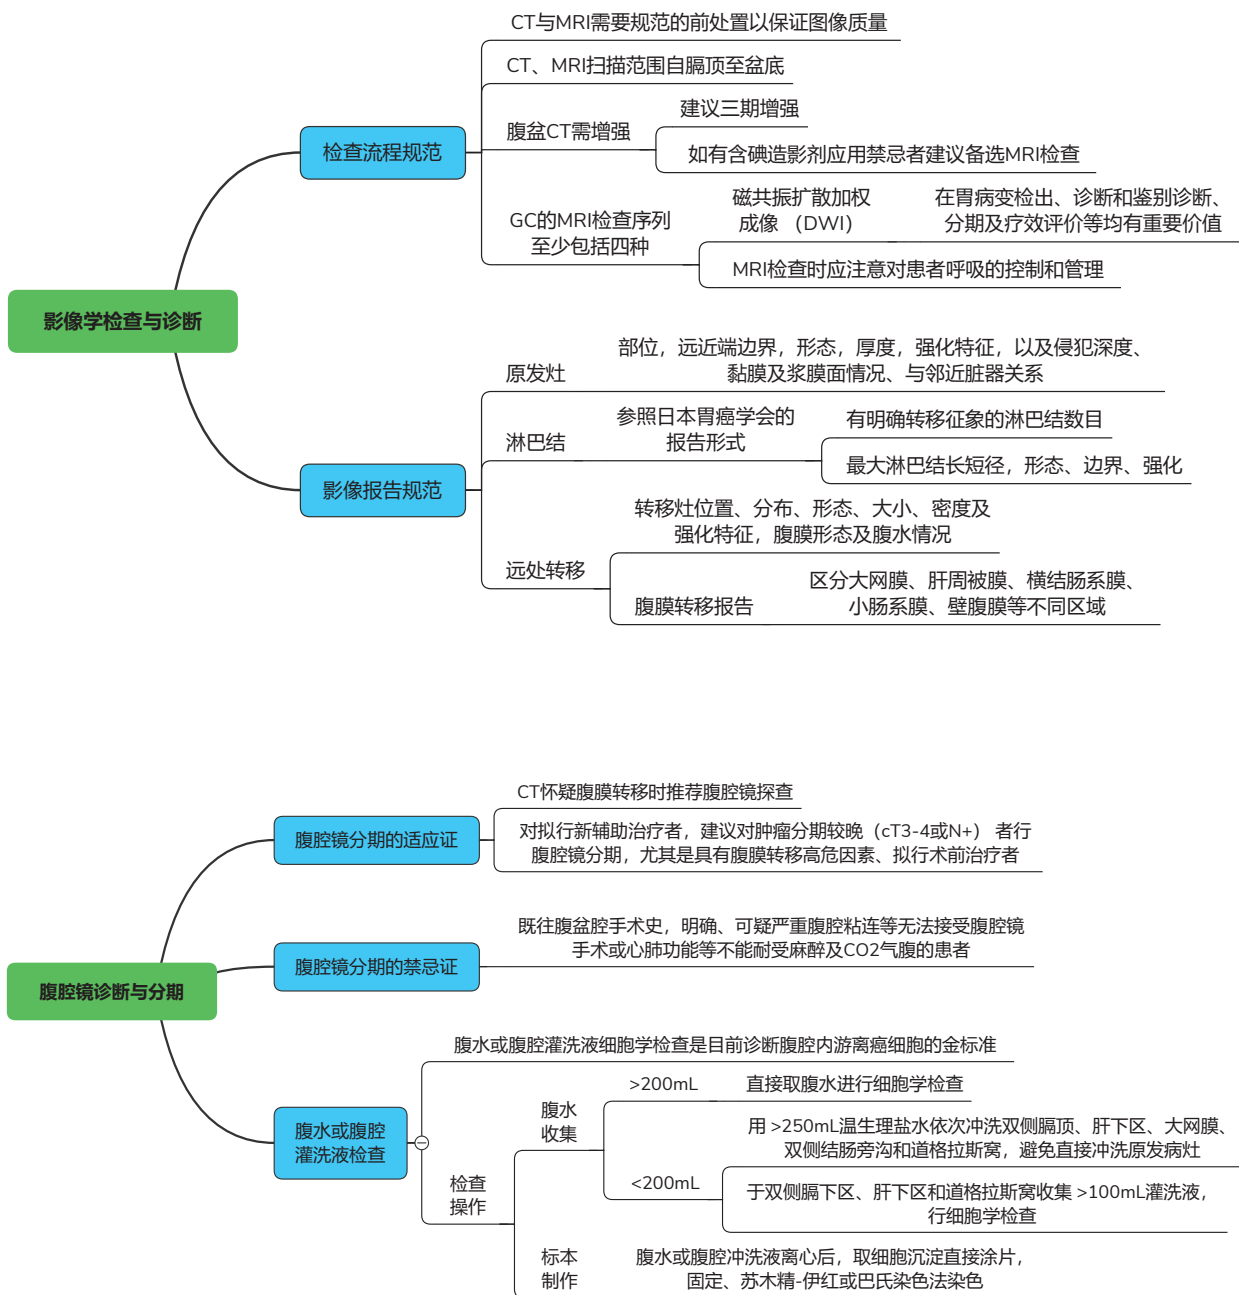 CT与MRI需要规范的前处置以保证图像质量
CT、MRI扫描范围自膈顶至盆底
建议三期增强
腹盆CT需增强
检查流程规范
如有含碘造影剂应用禁忌者建议备选MRI检查
磁共振扩散加权
成像 （DWI）
在胃病变检出、诊断和鉴别诊断、
分期及疗效评价等均有重要价值
GC的MRI检查序列
至少包括四种
MRI检查时应注意对患者呼吸的控制和管理
影像学检查与诊断
部位，远近端边界，形态，厚度，强化特征，以及侵犯深度、
黏膜及浆膜面情况、与邻近脏器关系
原发灶
参照日本胃癌学会的
报告形式
有明确转移征象的淋巴结数目
淋巴结
最大淋巴结长短径，形态、边界、强化
影像报告规范
转移灶位置、分布、形态、大小、密度及
强化特征，腹膜形态及腹水情况
远处转移
腹膜转移报告
区分大网膜、肝周被膜、横结肠系膜、
小肠系膜、壁腹膜等不同区域
CT怀疑腹膜转移时推荐腹腔镜探查
腹腔镜分期的适应证
对拟行新辅助治疗者，建议对肿瘤分期较晚（cT3-4或N+） 者行
腹腔镜分期，尤其是具有腹膜转移高危因素、拟行术前治疗者
既往腹盆腔手术史，明确、可疑严重腹腔粘连等无法接受腹腔镜
手术或心肺功能等不能耐受麻醉及CO2气腹的患者
腹腔镜分期的禁忌证
腹腔镜诊断与分期
腹水或腹腔灌洗液细胞学检查是目前诊断腹腔内游离癌细胞的金标准
>200mL
直接取腹水进行细胞学检查
腹水
收集
腹水或腹腔
灌洗液检查
用 >250mL温生理盐水依次冲洗双侧膈顶、肝下区、大网膜、
双侧结肠旁沟和道格拉斯窝，避免直接冲洗原发病灶
<200mL
检查
操作
于双侧膈下区、肝下区和道格拉斯窝收集 >100mL灌洗液，
行细胞学检查
标本
制作
腹水或腹腔冲洗液离心后，取细胞沉淀直接涂片，
固定、苏木精-伊红或巴氏染色法染色